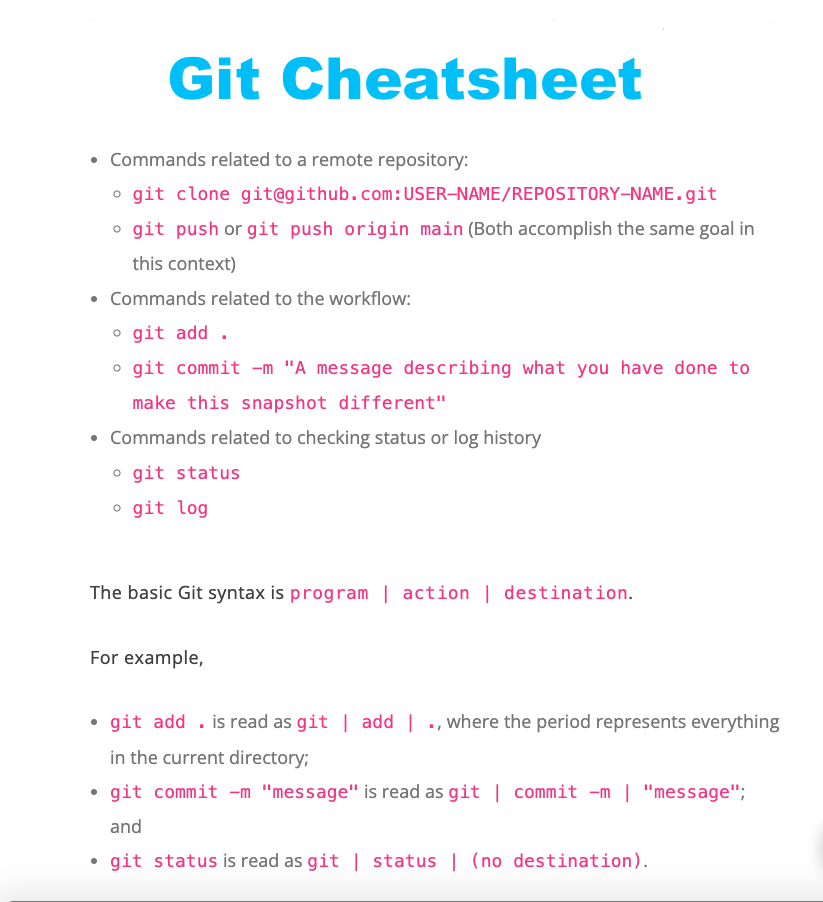 Git Cheatsheet
• Commands related to a remote repository:
◦ git clone git@github.com:USER-NAME/REPOSITORY-NAME.git
◦ git push or git push origin main (Both accomplish the same goal in
this context)
• Commands related to the workflow:
◦ git add .
◦ git commit -m "A message describing what you have done to
make this snapshot different"
• Commands related to checking status or log history
◦ git status
◦ git log
The basic Git syntax is program | action | destination.
For example,
• git add . is read as git | add | ., where the period represents everything
in the current directory;
• git commit -m "message" is read as git | commit -m | "message";
and
• git status is read as git | status | (no destination).